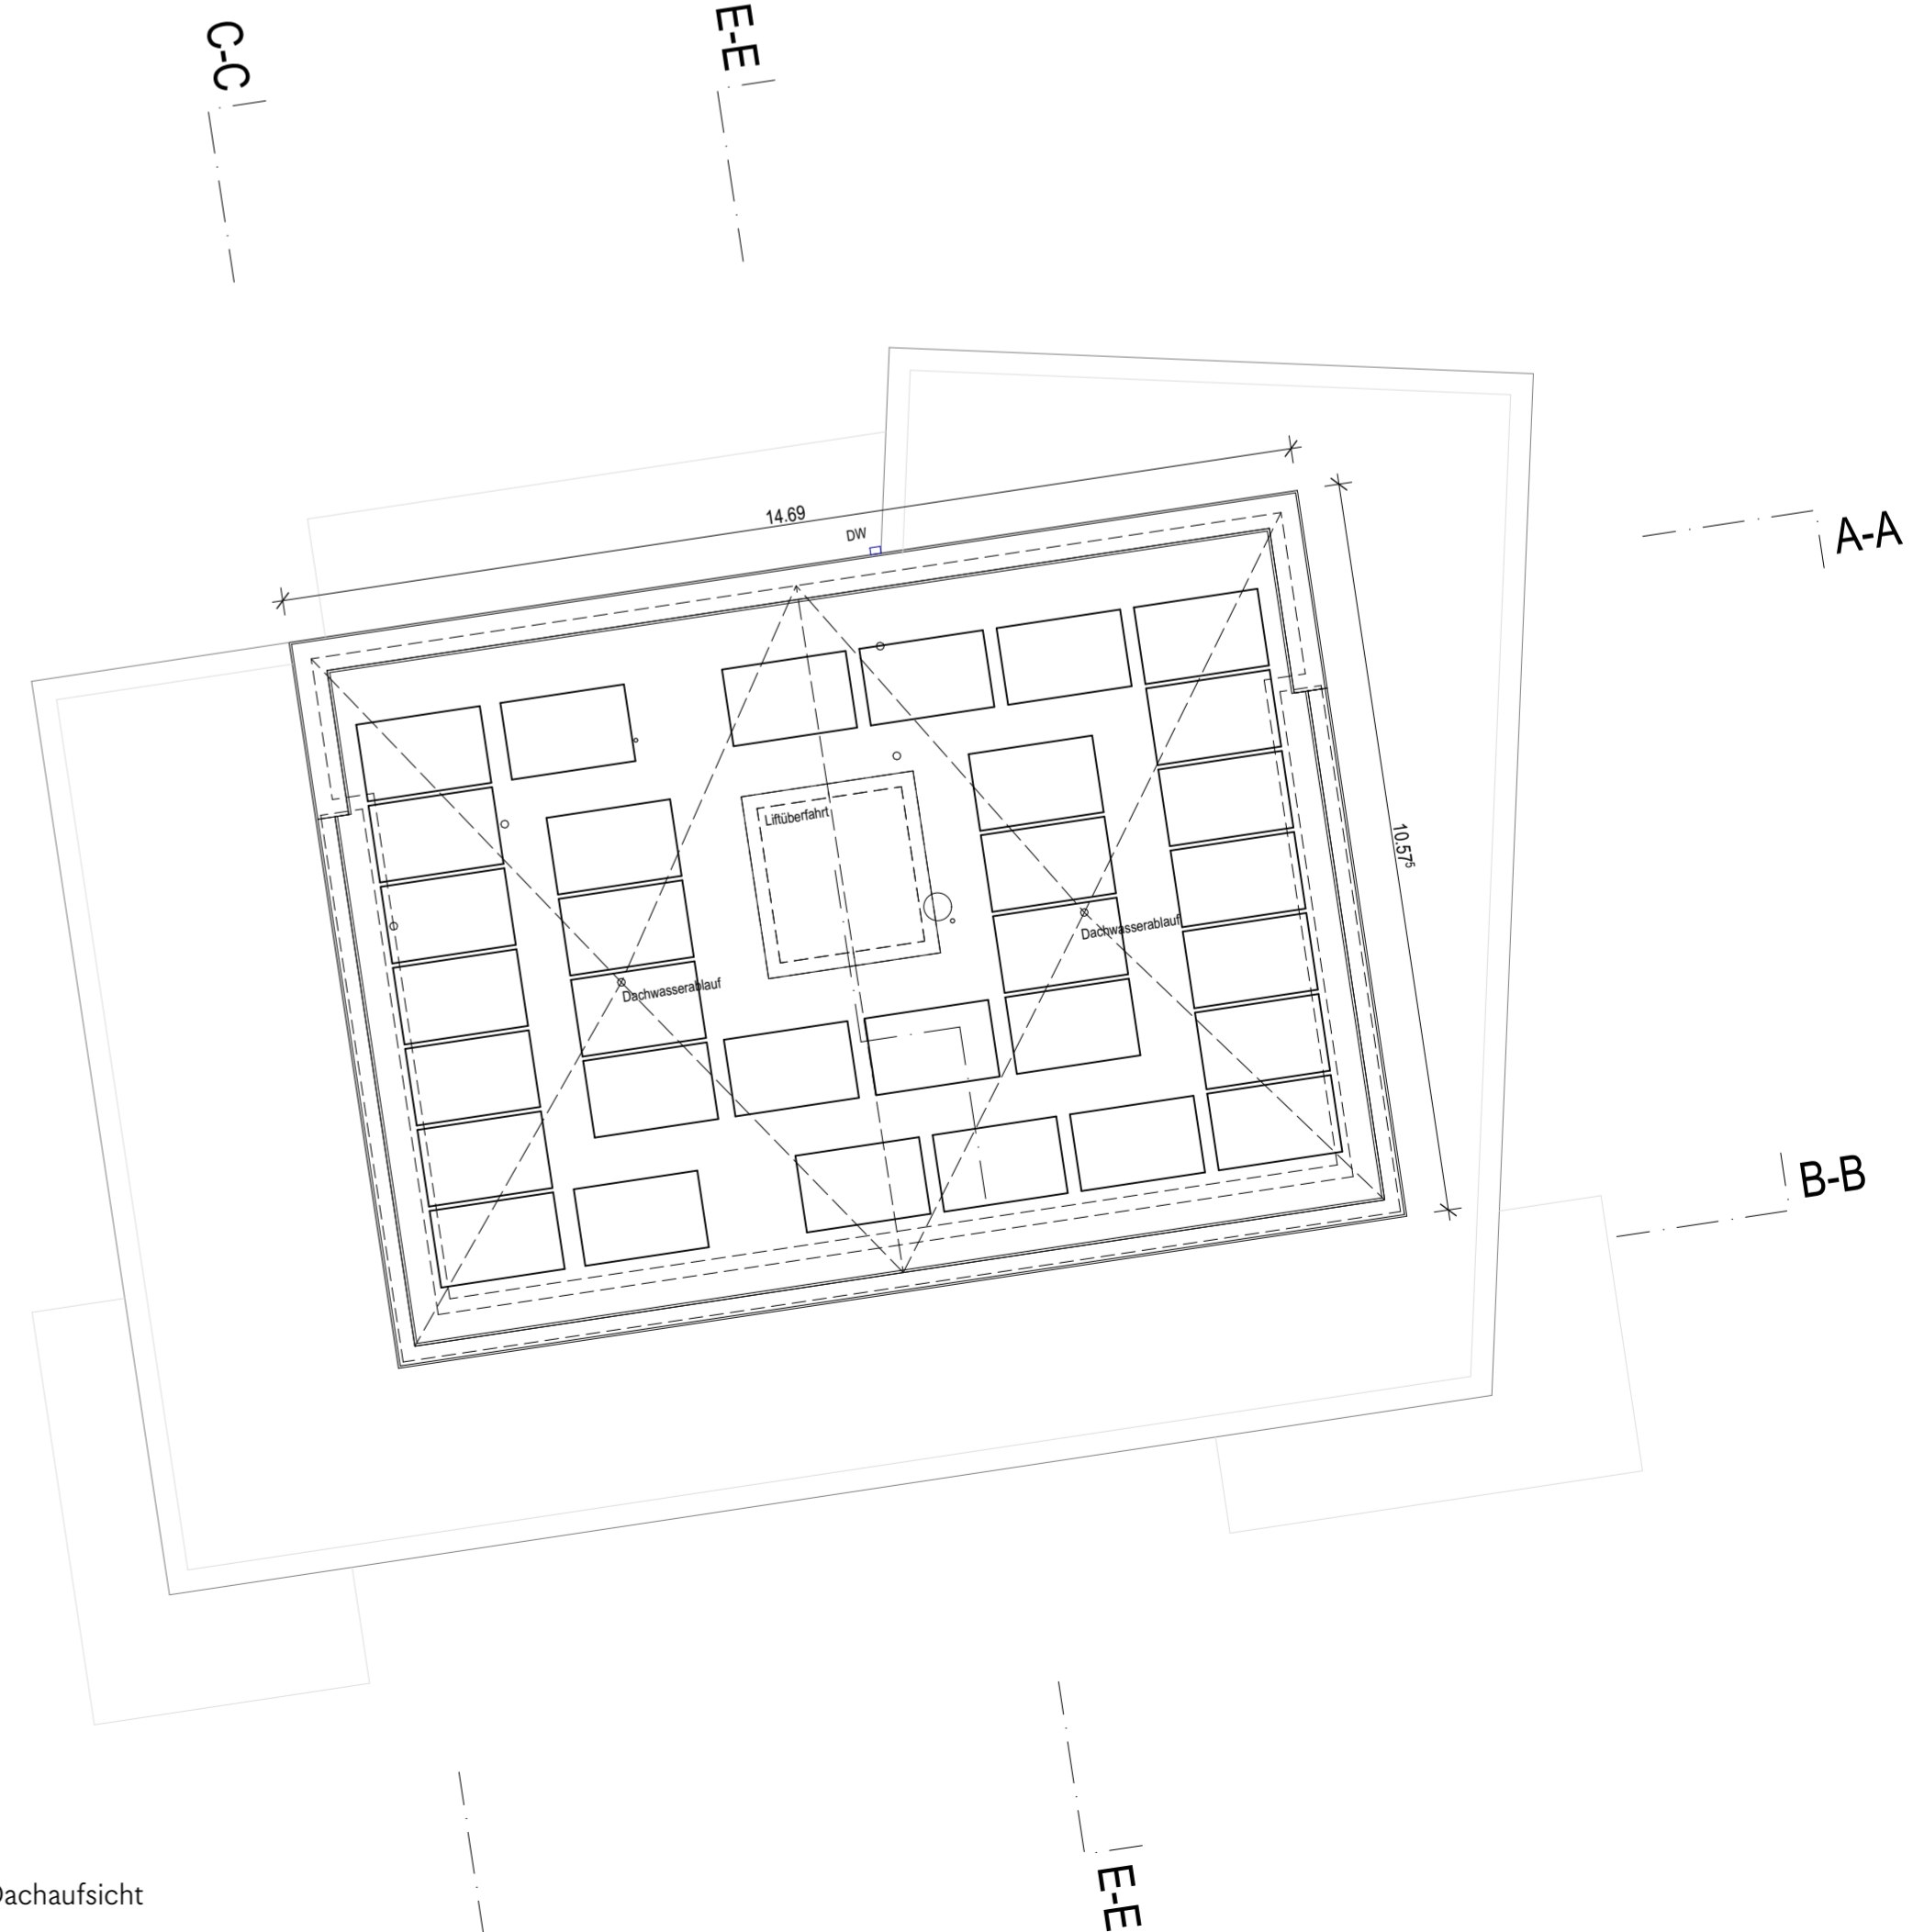 C-C
E-E
14.69
DW
A-A
Liftüberfahrt
10.57⁵
Dachwasserablauf
Dachwasserablauf
B-B
E-E
Dachaufsicht